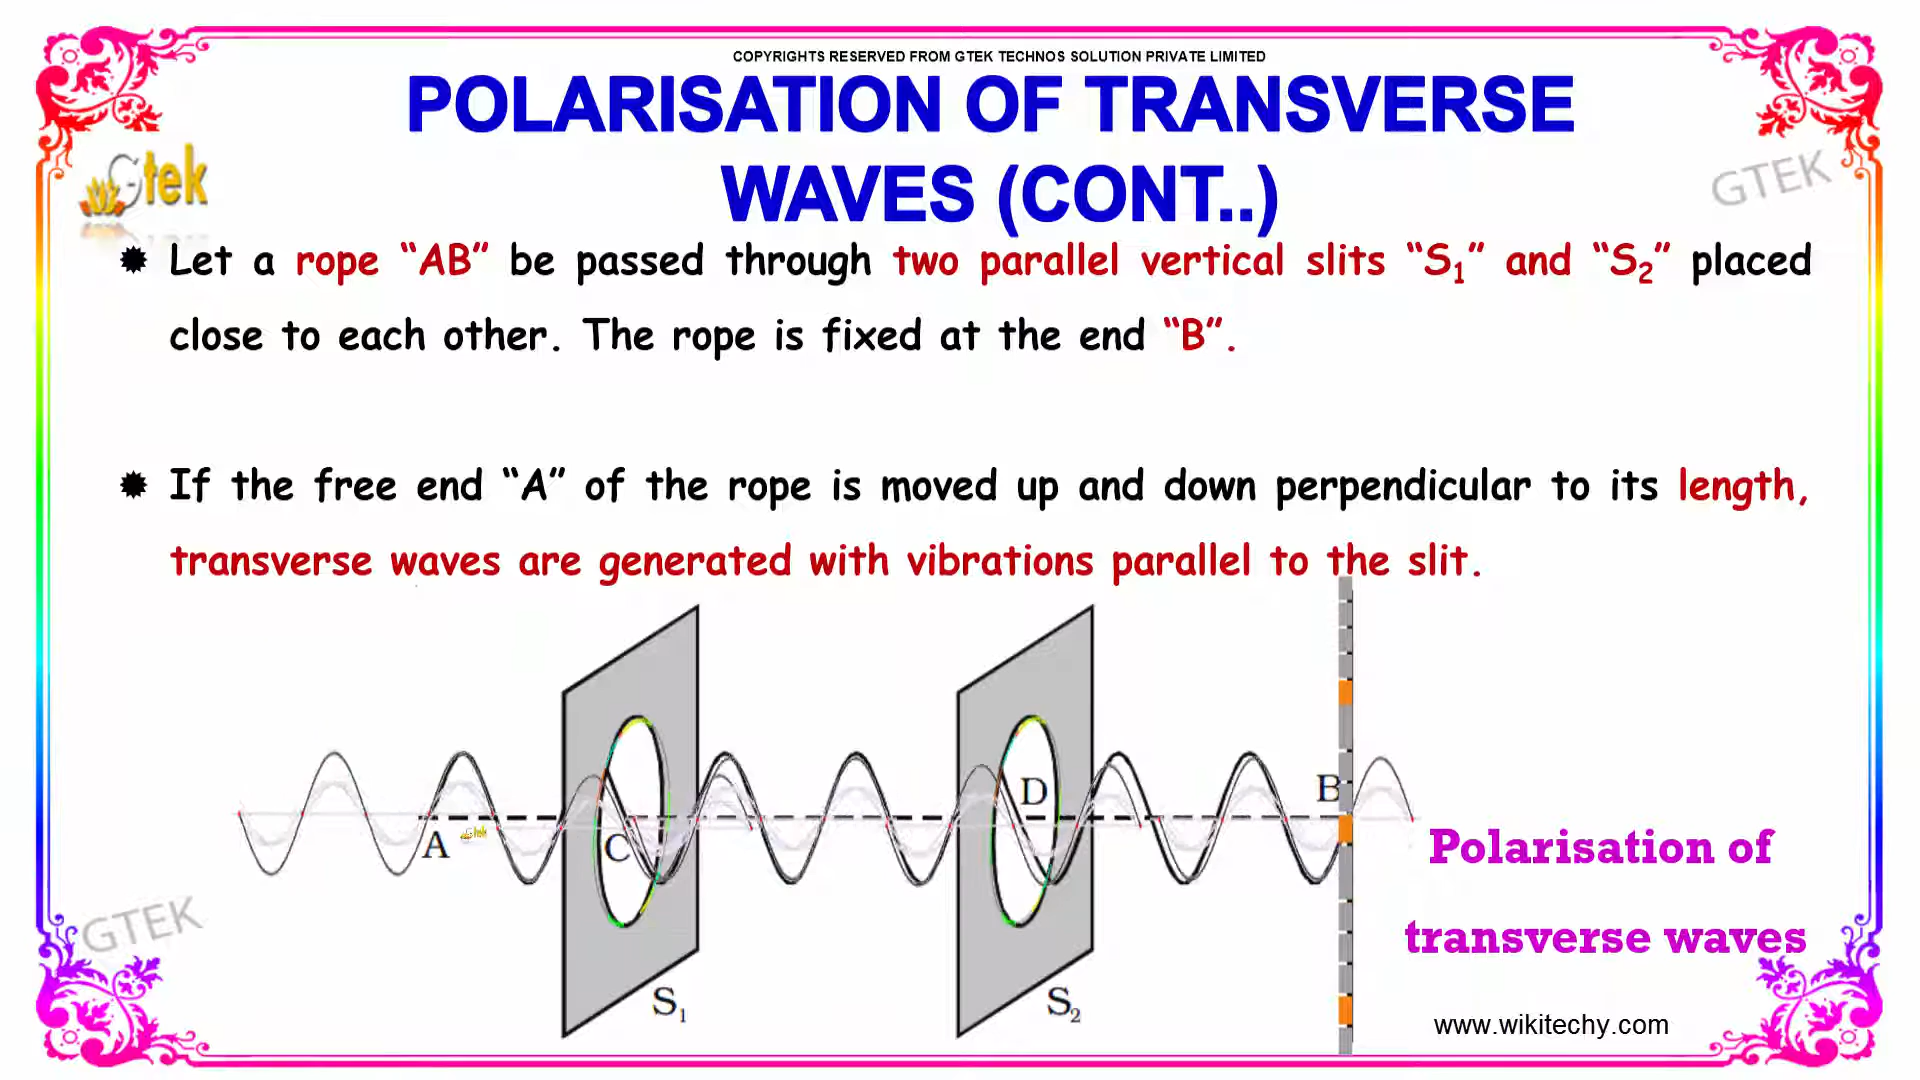 COPYRIGHTS RESERVED FROM GTEK TECHNOS SOLUTION PRIVATE LIMITED
POLARISATION OF TRANSVERSE
WAVES (CONT..)
Gtek
GTEK
Let a rope “AB” be passed through two parallel vertical slits “S₁” and “S₂” placed
close to each other. The rope is fixed at the end “B”.
If the free end “A” of the rope is moved up and down perpendicular to its length,
transverse waves are generated with vibrations parallel to the slit.
A
Gtek
C
D
B
S₁
S₂
Polarisation of
transverse waves
GTEK
www.wikitechy.com